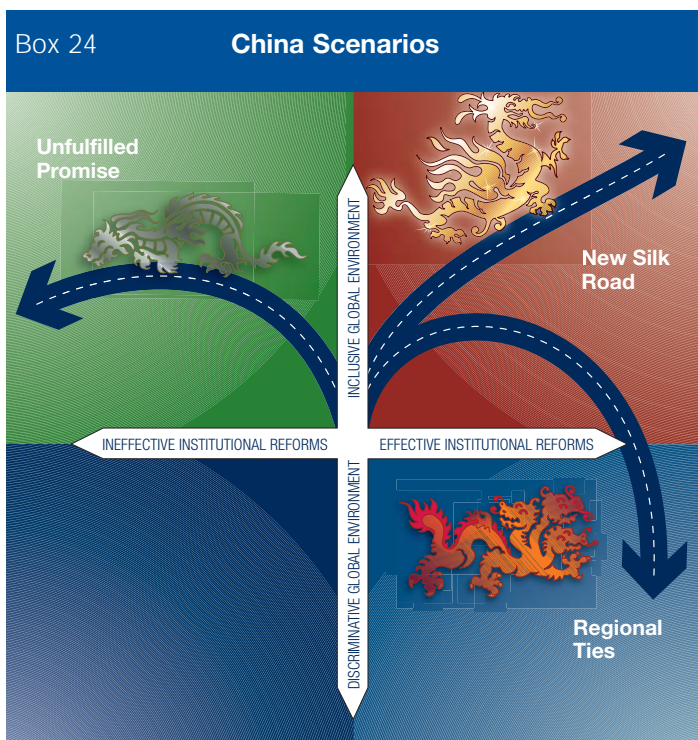 Box 24
China Scenarios
Unfulfilled
Promise
INCLUSIVE GLOBAL ENVIRONMENT
New Silk
Road
INEFFECTIVE INSTITUTIONAL REFORMS
EFFECTIVE INSTITUTIONAL REFORMS
DISCRIMINATIVE GLOBAL ENVIRONMENT
Regional
Ties